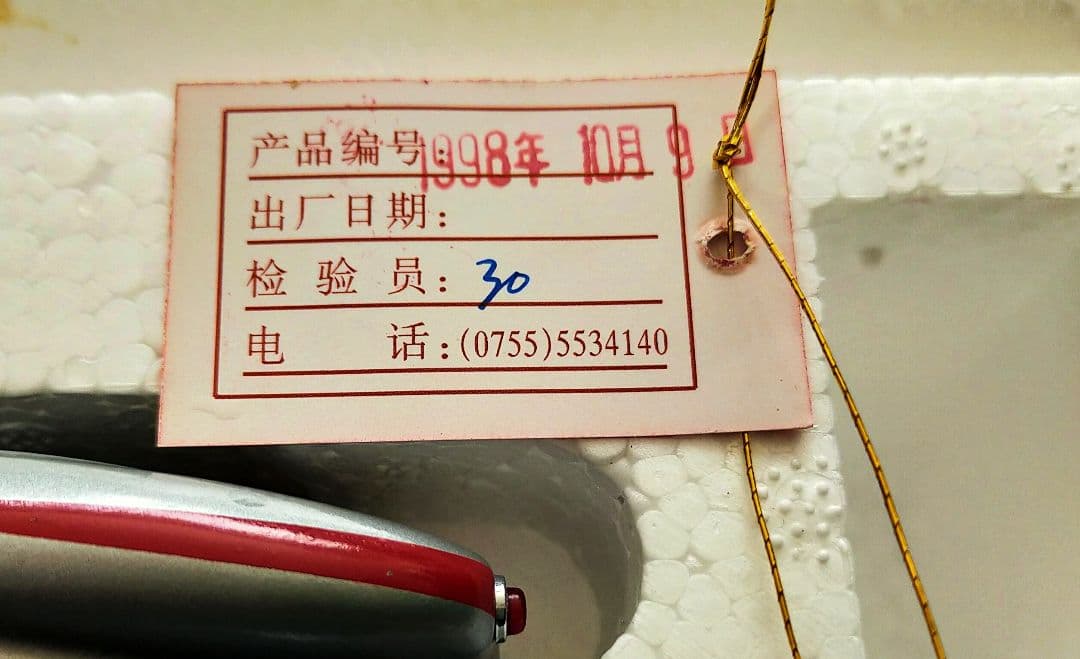 产品编号: 1998年 10月 9日
出厂日期:
检验员: 30
电话:(0755)5534140